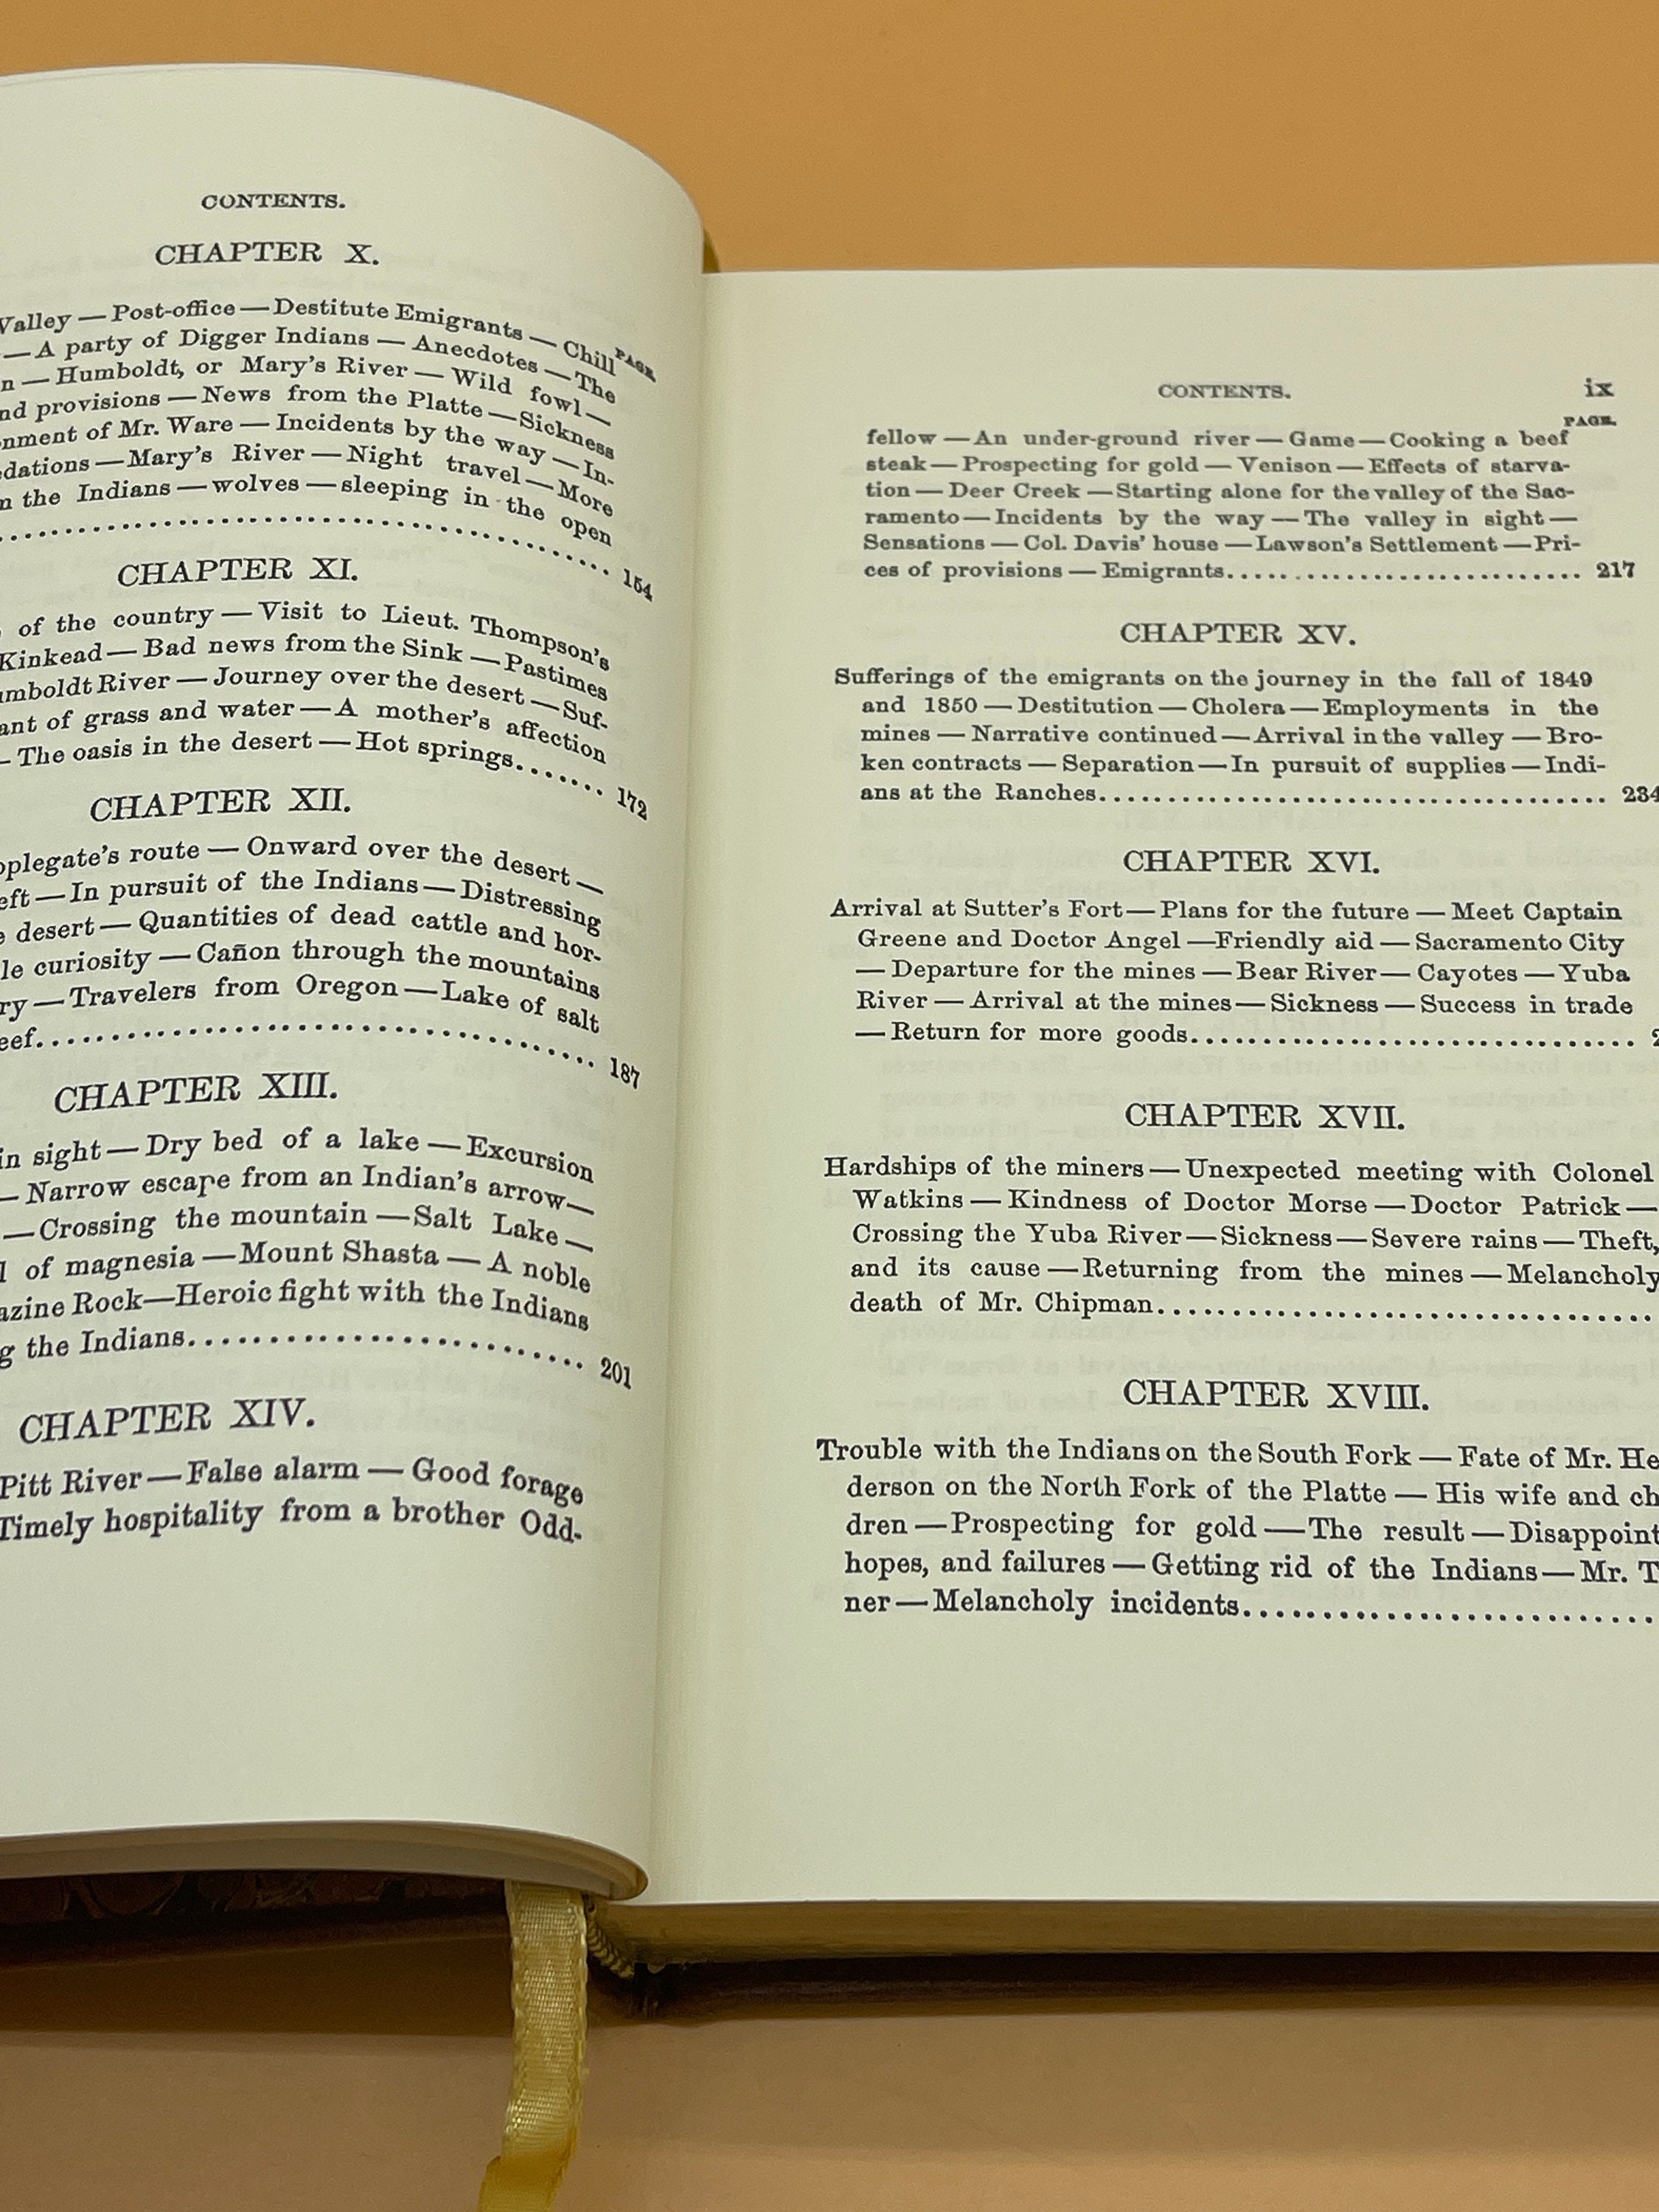 CONTENTS.
CHAPTER X.
PAGE.
Valley — Post-office — Destitute Emigrants — Chill
— A party of Digger Indians — Anecdotes — The
— Humboldt, or Mary's River — Wild fowl —
provisions — News from the Platte — Sickness
of Mr. Ware — Incidents by the way — In-
— Mary's River — Night travel — More
the Indians — wolves — sleeping in the open
........................................ 154
CHAPTER XI.
of the country — Visit to Lieut. Thompson's
Kinkead — Bad news from the Sink — Pastimes
River — Journey over the desert — Suf-
of grass and water — A mother's affection
— The oasis in the desert — Hot springs....... 172
CHAPTER XII.
route — Onward over the desert —
— In pursuit of the Indians — Distressing
desert — Quantities of dead cattle and hor-
curiosity — Cañon through the mountains
— Travelers from Oregon — Lake of salt
........................................ 187
CHAPTER XIII.
in sight — Dry bed of a lake — Excursion
— Narrow escape from an Indian's arrow —
— Crossing the mountain — Salt Lake —
of magnesia — Mount Shasta — A noble
Rock — Heroic fight with the Indians
the Indians.............................. 201
CHAPTER XIV.
Pitt River — False alarm — Good forage
Timely hospitality from a brother Odd-
CONTENTS. ix
PAGE.
fellow — An under-ground river — Game — Cooking a beef
steak — Prospecting for gold — Venison — Effects of starva-
tion — Deer Creek — Starting alone for the valley of the Sac-
ramento — Incidents by the way — The valley in sight —
Sensations — Col. Davis' house — Lawson's Settlement — Pri-
ces of provisions — Emigrants........................... 217
CHAPTER XV.
Sufferings of the emigrants on the journey in the fall of 1849
and 1850 — Destitution — Cholera — Employments in the
mines — Narrative continued — Arrival in the valley — Bro-
ken contracts — Separation — In pursuit of supplies — Indi-
ans at the Ranches..................................... 234
CHAPTER XVI.
Arrival at Sutter's Fort — Plans for the future — Meet Captain
Greene and Doctor Angel — Friendly aid — Sacramento City
— Departure for the mines — Bear River — Cayotes — Yuba
River — Arrival at the mines — Sickness — Success in trade
— Return for more goods................................
CHAPTER XVII.
Hardships of the miners — Unexpected meeting with Colonel
Watkins — Kindness of Doctor Morse — Doctor Patrick —
Crossing the Yuba River — Sickness — Severe rains — Theft,
and its cause — Returning from the mines — Melancholy
death of Mr. Chipman...................................
CHAPTER XVIII.
Trouble with the Indians on the South Fork — Fate of Mr. He
derson on the North Fork of the Platte — His wife and ch
dren — Prospecting for gold — The result — Disappoint
hopes, and failures — Getting rid of the Indians — Mr. T
ner — Melancholy incidents.............................